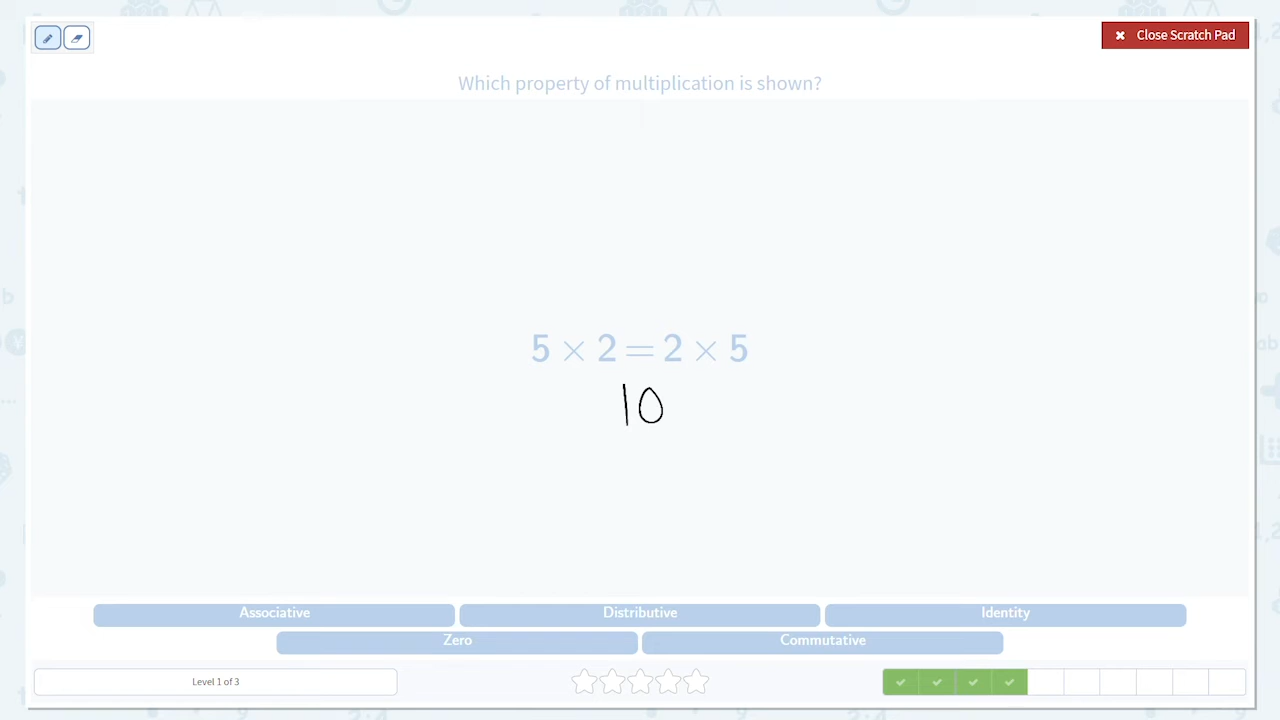 Close Scratch Pad
Which property of multiplication is shown?
5 × 2 = 2 × 5
10
Associative
Distributive
Identity
Zero
Commutative
Level 1 of 3